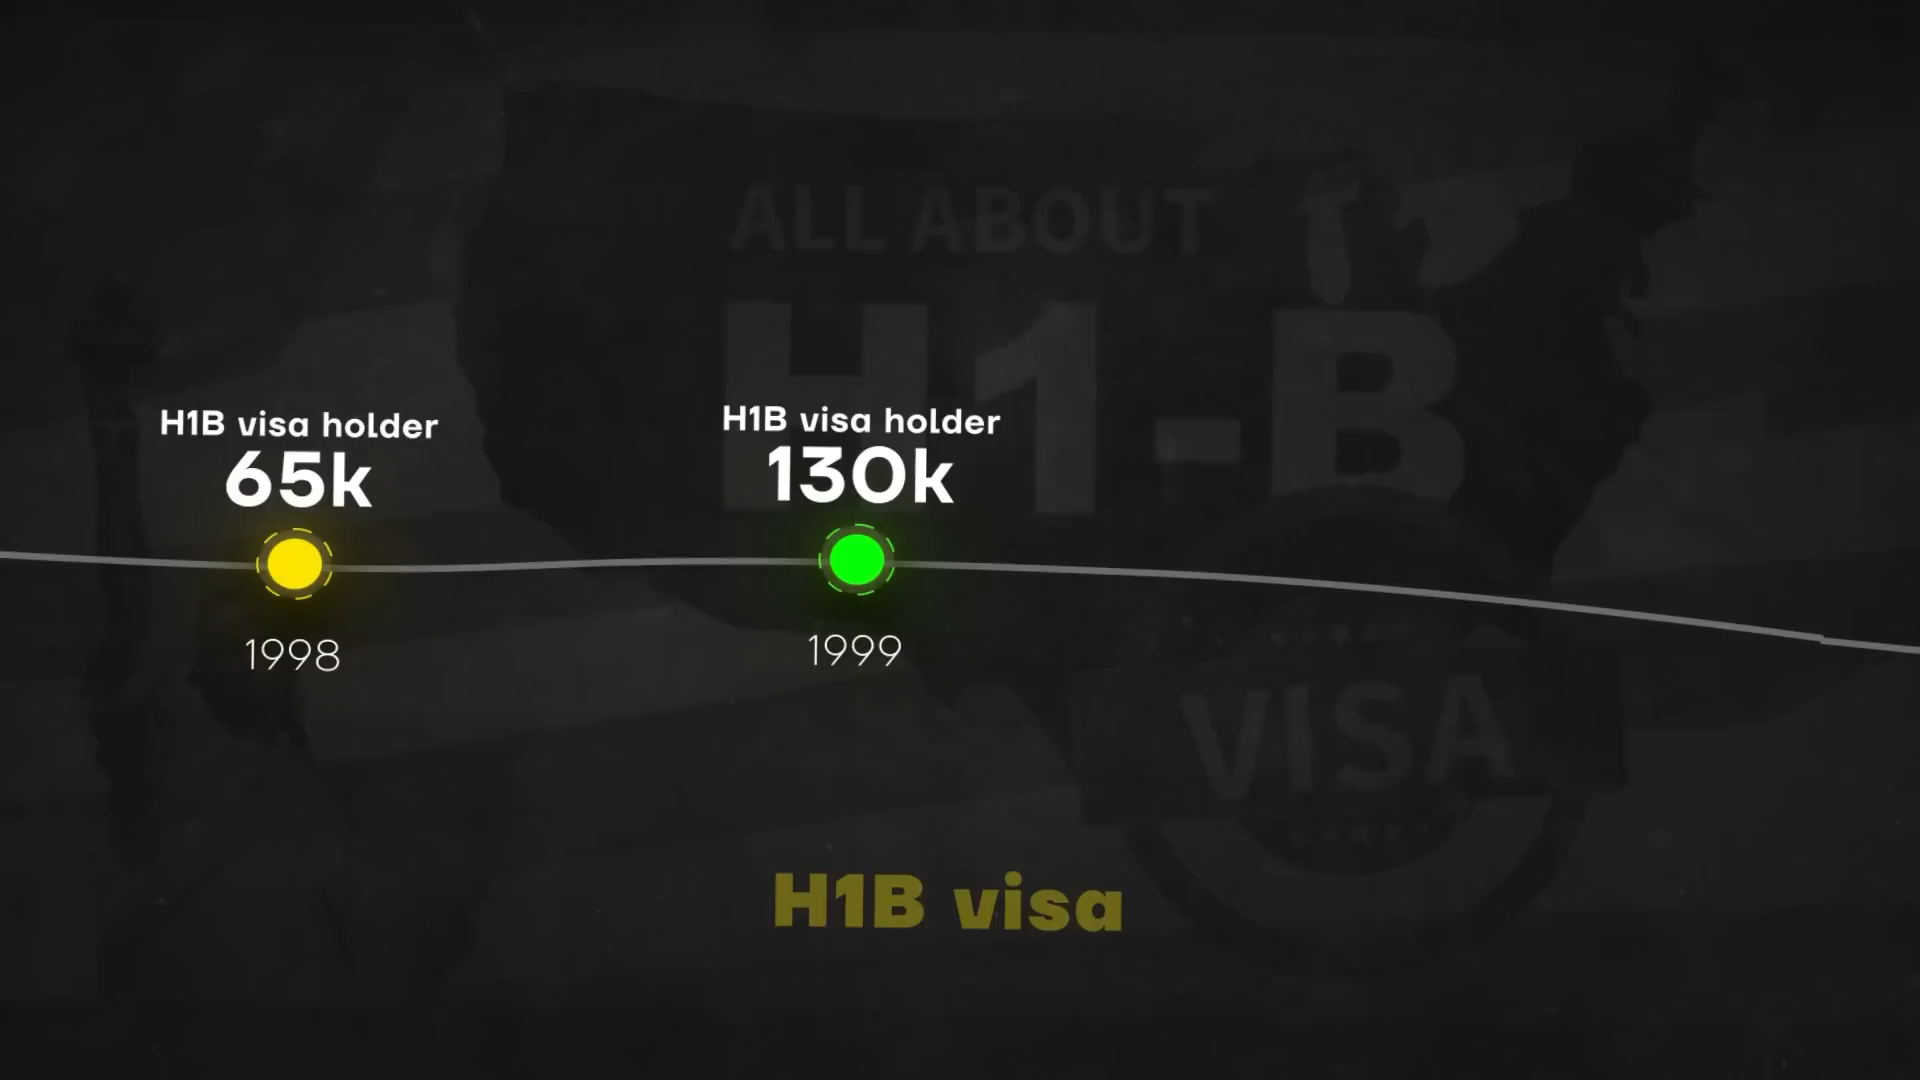 ALL ABOUT
H1-B
H1B visa holder
65k
H1B visa holder
130k
1998
1999
VISA
H1B visa